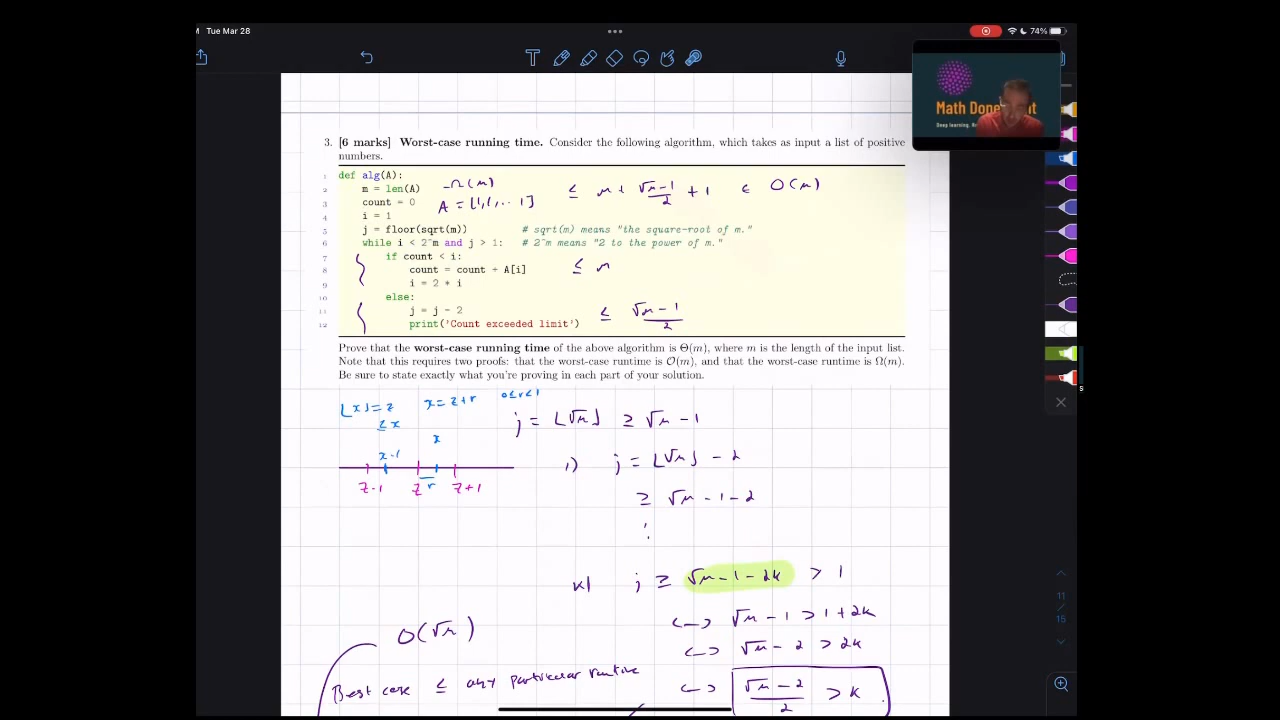 Tue Mar 28
74%
Math Done
3. [6 marks] Worst-case running time. Consider the following algorithm, which takes as input a list of positive
numbers.
1 def alg(A):
2 m = len(A)
3 count = 0
4 i = 1
5 j = floor(sqrt(m)) # sqrt(m) means "the square-root of m."
6 while i < 2^m and j > 1: # 2^m means "2 to the power of m."
7 if count < i:
8 count = count + A[i]
9 i = 2 * i
10 else:
11 j = j - 2
12 print('Count exceeded limit')
Ω(m)
A = [1,1, ... 1]
≤ m + (√m - 1)/2 + 1 ∈ O(m)
≤ m
≤ (√m - 1)/2
Prove that the worst-case running time of the above algorithm is Θ(m), where m is the length of the input list.
Note that this requires two proofs: that the worst-case runtime is O(m), and that the worst-case runtime is Ω(m).
Be sure to state exactly what you're proving in each part of your solution.
⌊x⌋ = z x = z + r 0 ≤ r < 1
≤ x
x
x-1
z-1 z r z+1
j = ⌊√m⌋ ≥ √m - 1
1) j = ⌊√m⌋ - 2
≥ √m - 1 - 2
⋮
k) j ≥ √m - 1 - 2k > 1
↔ √m - 1 > 1 + 2k
↔ √m - 2 > 2k
↔ (√m - 2)/2 > k
O(√m)
Best case ≤ any particular runtime
11
15